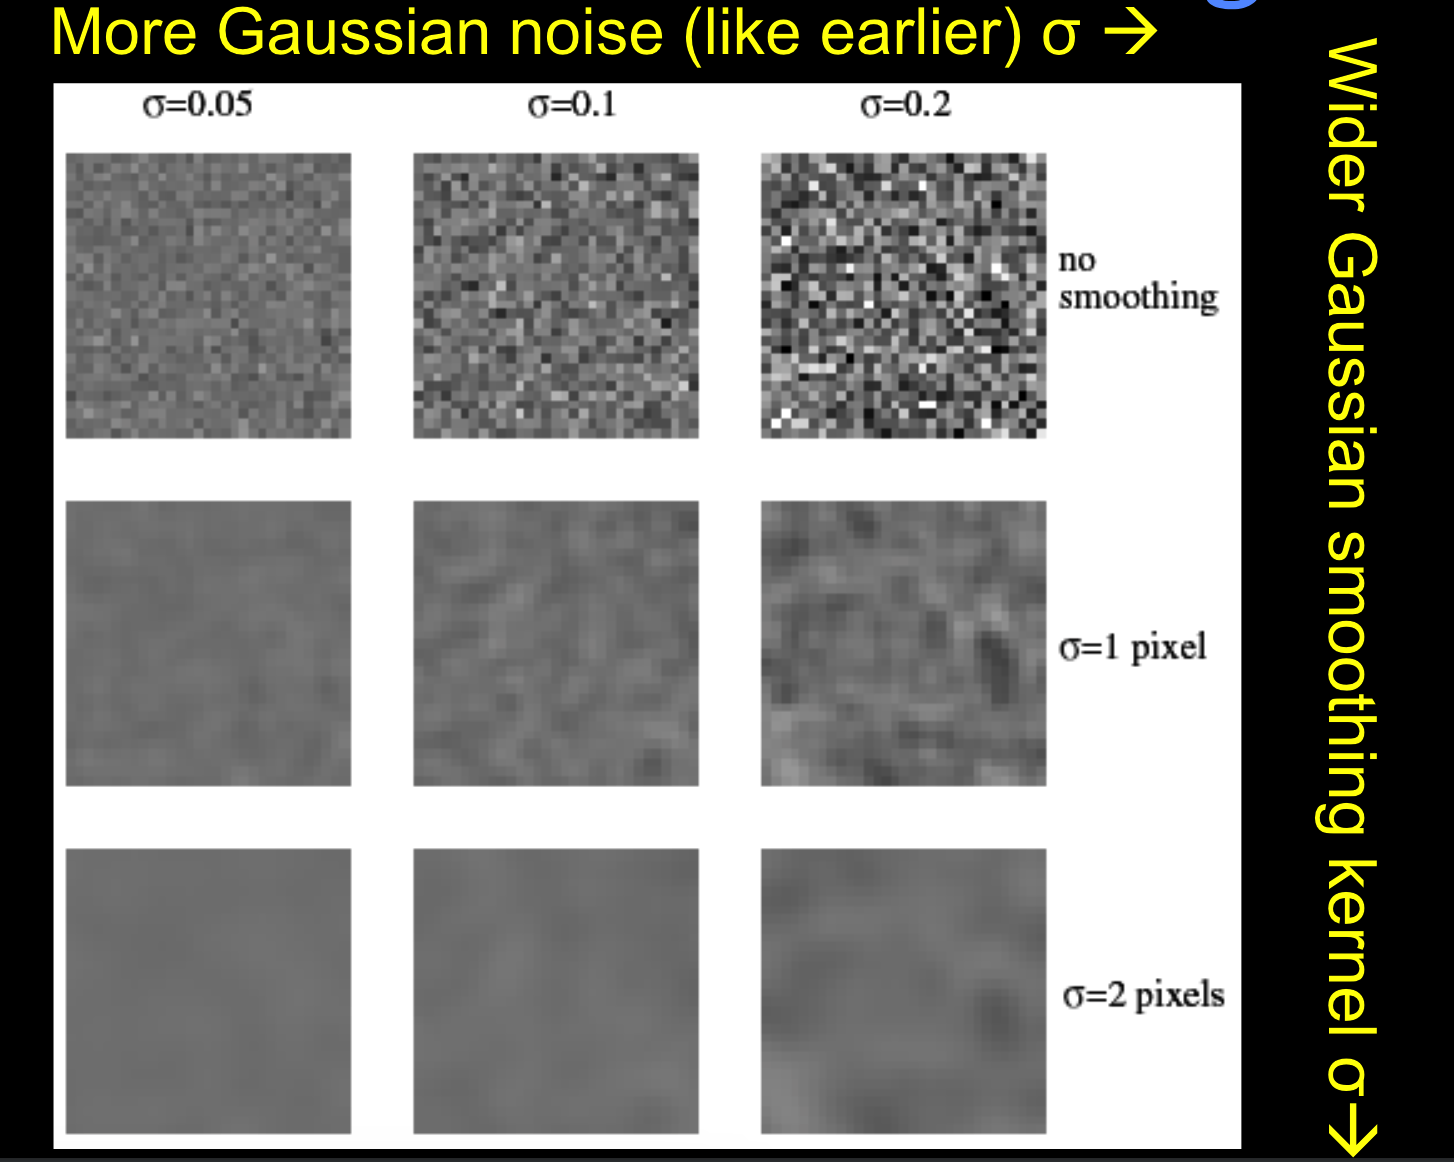 More Gaussian noise (like earlier) σ →
σ=0.05
σ=0.1
σ=0.2
no
smoothing
σ=1 pixel
σ=2 pixels
Wider Gaussian smoothing kernel σ→